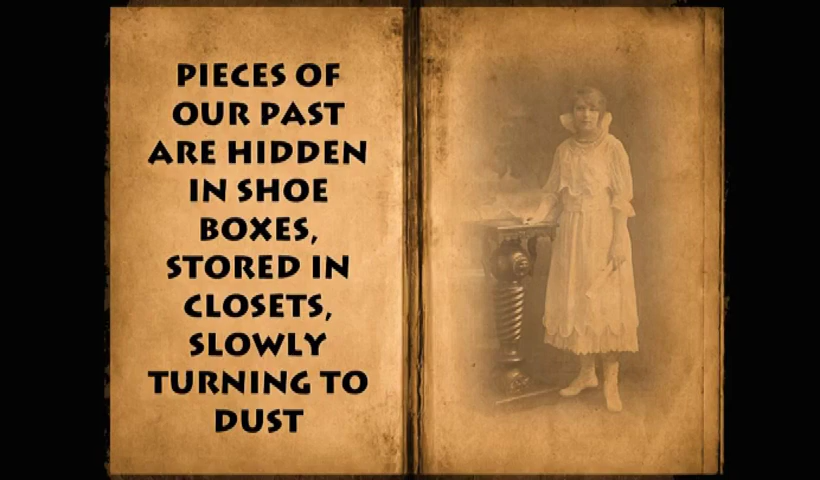 PIECES OF
OUR PAST
ARE HIDDEN
IN SHOE
BOXES,
STORED IN
CLOSETS,
SLOWLY
TURNING TO
DUST